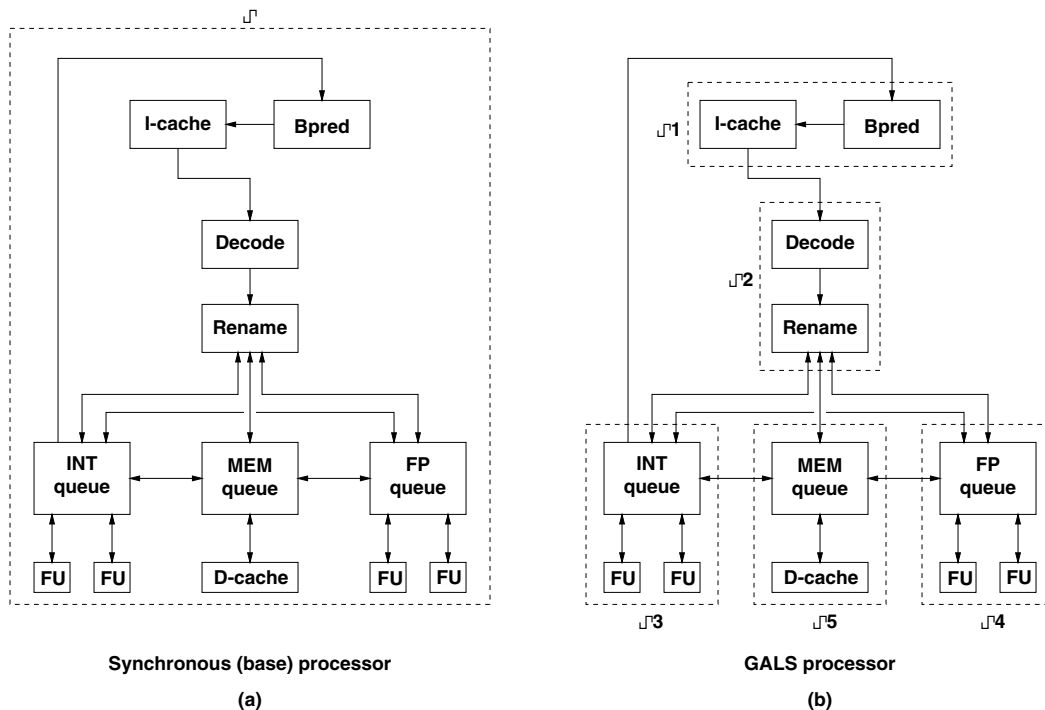 I-cache
Bpred
Decode
Rename
INT
queue
MEM
queue
FP
queue
FU
FU
D-cache
FU
FU
Synchronous (base) processor
(a)
I-cache
Bpred
1
Decode
2
Rename
INT
queue
MEM
queue
FP
queue
FU
FU
D-cache
FU
FU
3
5
4
GALS processor
(b)